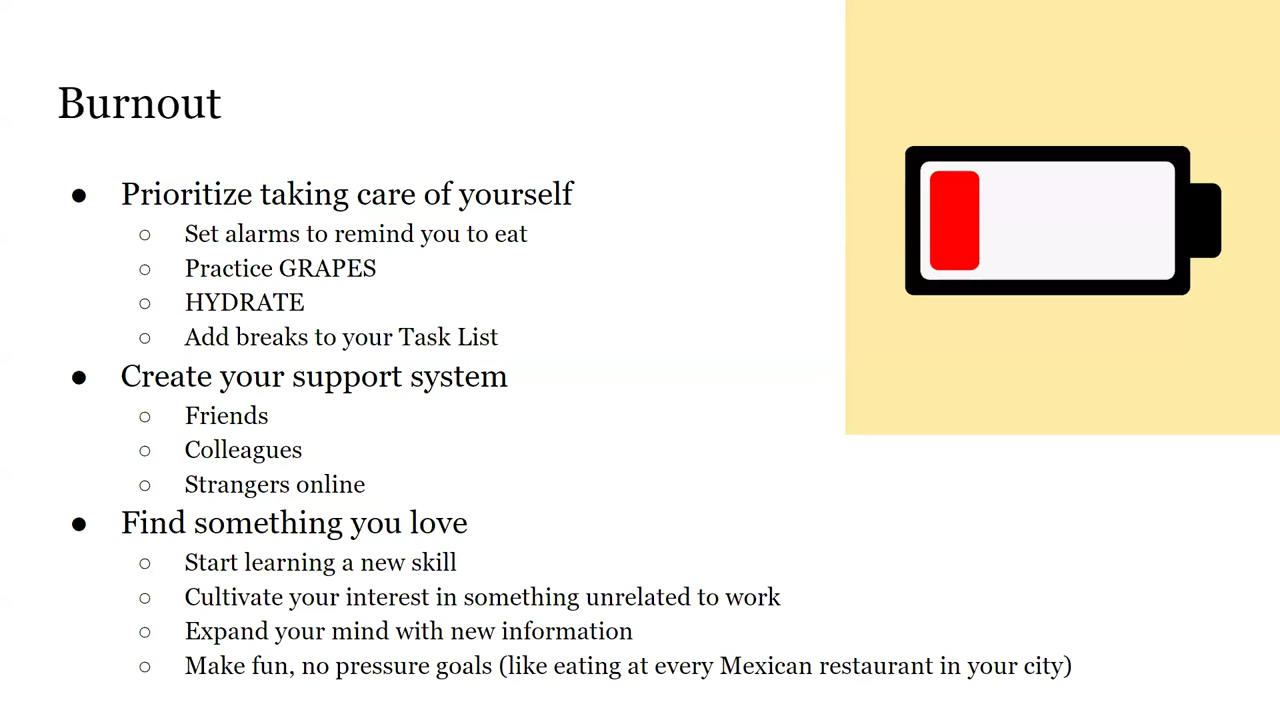 Burnout
● Prioritize taking care of yourself
○ Set alarms to remind you to eat
○ Practice GRAPES
○ HYDRATE
○ Add breaks to your Task List
● Create your support system
○ Friends
○ Colleagues
○ Strangers online
● Find something you love
○ Start learning a new skill
○ Cultivate your interest in something unrelated to work
○ Expand your mind with new information
○ Make fun, no pressure goals (like eating at every Mexican restaurant in your city)